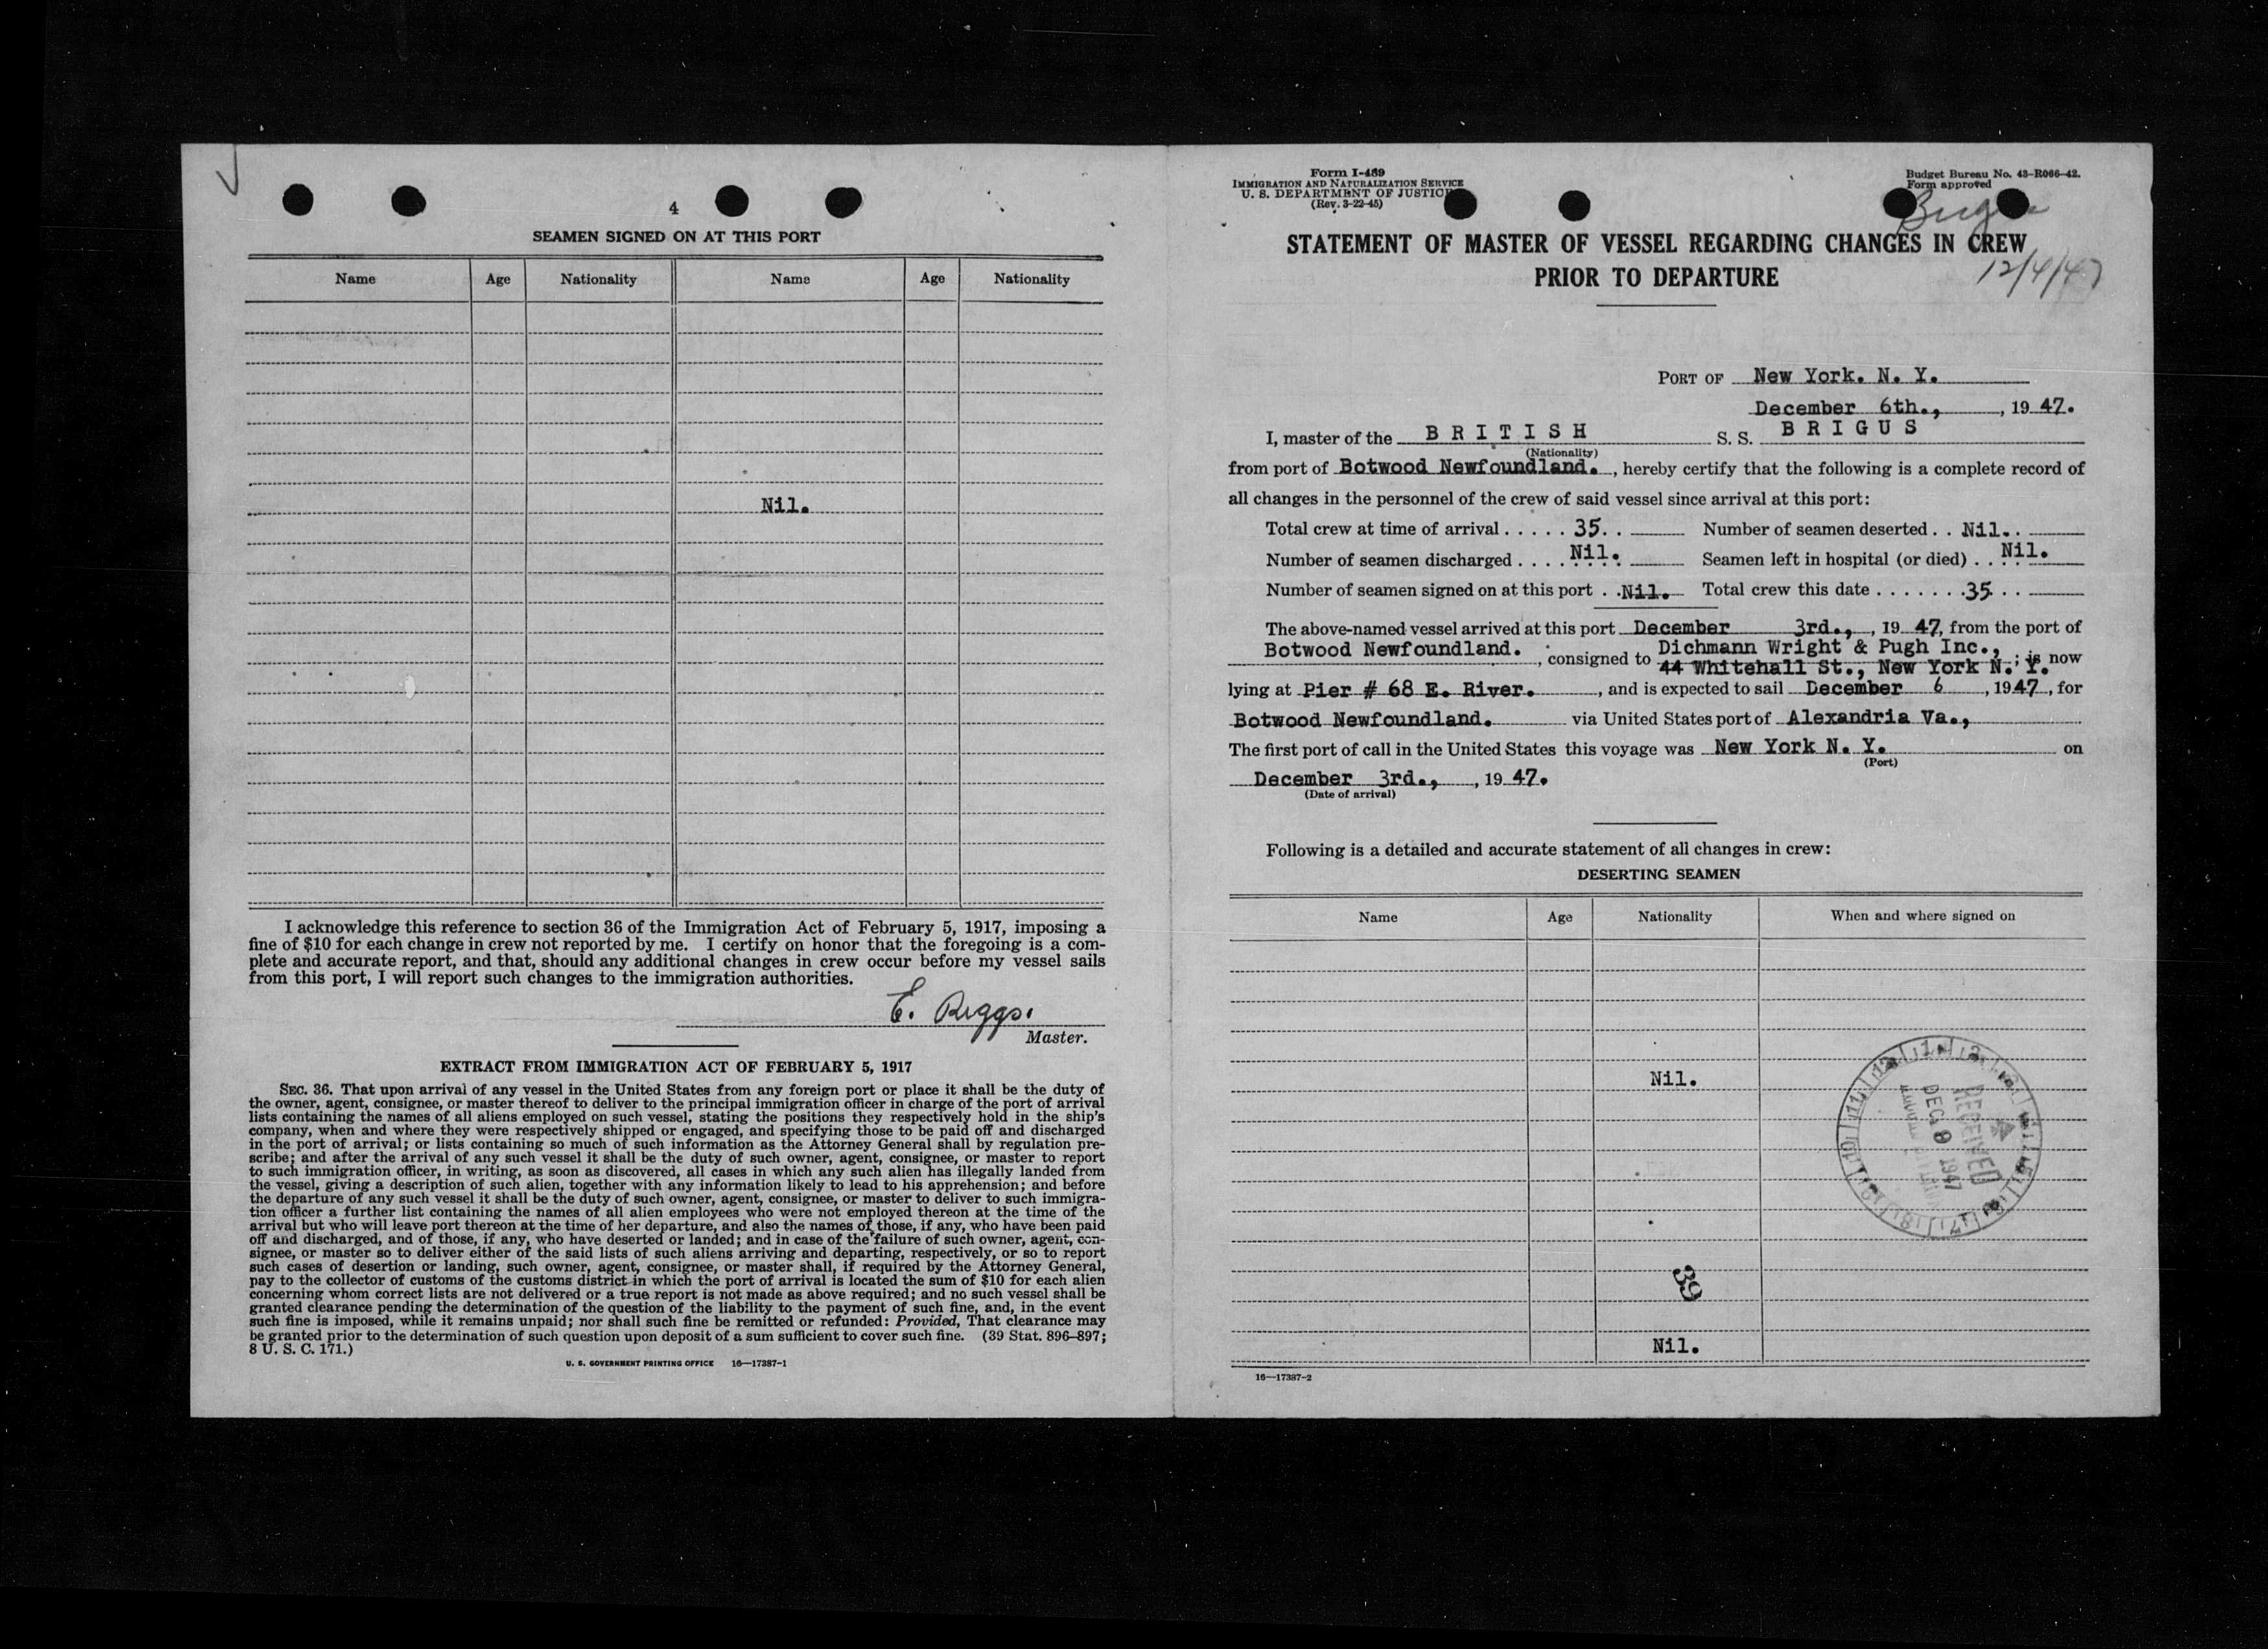 4
SEAMEN SIGNED ON AT THIS PORT
Name Age Nationality Name Age Nationality
Nil.
I acknowledge this reference to section 36 of the Immigration Act of February 5, 1917, imposing a
fine of $10 for each change in crew not reported by me. I certify on honor that the foregoing is a com-
plete and accurate report, and that, should any additional changes in crew occur before my vessel sails
from this port, I will report such changes to the immigration authorities.
E. Riggs.
Master.
EXTRACT FROM IMMIGRATION ACT OF FEBRUARY 5, 1917
SEC. 36. That upon arrival of any vessel in the United States from any foreign port or place it shall be the duty of
the owner, agent, consignee, or master thereof to deliver to the principal immigration officer in charge of the port of arrival
lists containing the names of all aliens employed on such vessel, stating the positions they respectively hold in the ship's
company, when and where they were respectively shipped or engaged, and specifying those to be paid off and discharged
in the port of arrival; or lists containing so much of such information as the Attorney General shall by regulation pre-
scribe; and after the arrival of any such vessel it shall be the duty of such owner, agent, consignee, or master to report
to such immigration officer, in writing, as soon as discovered, all cases in which any such alien has illegally landed from
the vessel, giving a description of such alien, together with any information likely to lead to his apprehension; and before
the departure of any such vessel it shall be the duty of such owner, agent, consignee, or master to deliver to such immigra-
tion officer a further list containing the names of all alien employees who were not employed thereon at the time of the
arrival but who will leave port thereon at the time of her departure, and also the names of those, if any, who have been paid
off and discharged, and of those, if any, who have deserted or landed; and in case of the failure of such owner, agent, con-
signee, or master so to deliver either of the said lists of such aliens arriving and departing, respectively, or so to report
such cases of desertion or landing, such owner, agent, consignee, or master shall, if required by the Attorney General,
pay to the collector of customs of the customs district in which the port of arrival is located the sum of $10 for each alien
concerning whom correct lists are not delivered or a true report is not made as above required; and no such vessel shall be
granted clearance pending the determination of the question of the liability to the payment of such fine, and, in the event
such fine is imposed, while it remains unpaid; nor shall such fine be remitted or refunded: Provided, That clearance may
be granted prior to the determination of such question upon deposit of a sum sufficient to cover such fine. (39 Stat. 896–897;
8 U. S. C. 171.)
U. S. GOVERNMENT PRINTING OFFICE 16—17387-1
Form I-489
IMMIGRATION AND NATURALIZATION SERVICE
U. S. DEPARTMENT OF JUSTICE
(Rev. 3-22-45)
Budget Bureau No. 43-R066-42.
Form approved
STATEMENT OF MASTER OF VESSEL REGARDING CHANGES IN CREW
PRIOR TO DEPARTURE
12/4/47
PORT OF New York. N. Y.
December 6th., , 19 47.
I, master of the BRITISH S. S. BRIGUS
(Nationality)
from port of Botwood Newfoundland. , hereby certify that the following is a complete record of
all changes in the personnel of the crew of said vessel since arrival at this port:
Total crew at time of arrival ..... 35. . Number of seamen deserted . . Nil. .
Number of seamen discharged .... Nil. Seamen left in hospital (or died) . . Nil.
Number of seamen signed on at this port . . Nil. Total crew this date ....... 35 . .
The above-named vessel arrived at this port December 3rd., , 19 47, from the port of
Botwood Newfoundland. , consigned to Dichmann Wright & Pugh Inc.,
44 Whitehall St., New York N. Y. ; is now
lying at Pier # 68 E. River. , and is expected to sail December 6 , 1947 , for
Botwood Newfoundland. via United States port of Alexandria Va.,
The first port of call in the United States this voyage was New York N. Y. on
(Port)
December 3rd., , 19 47.
(Date of arrival)
Following is a detailed and accurate statement of all changes in crew:
DESERTING SEAMEN
Name Age Nationality When and where signed on
Nil.
RECEIVED
DEC 9 1947
39
Nil.
16—17387-2